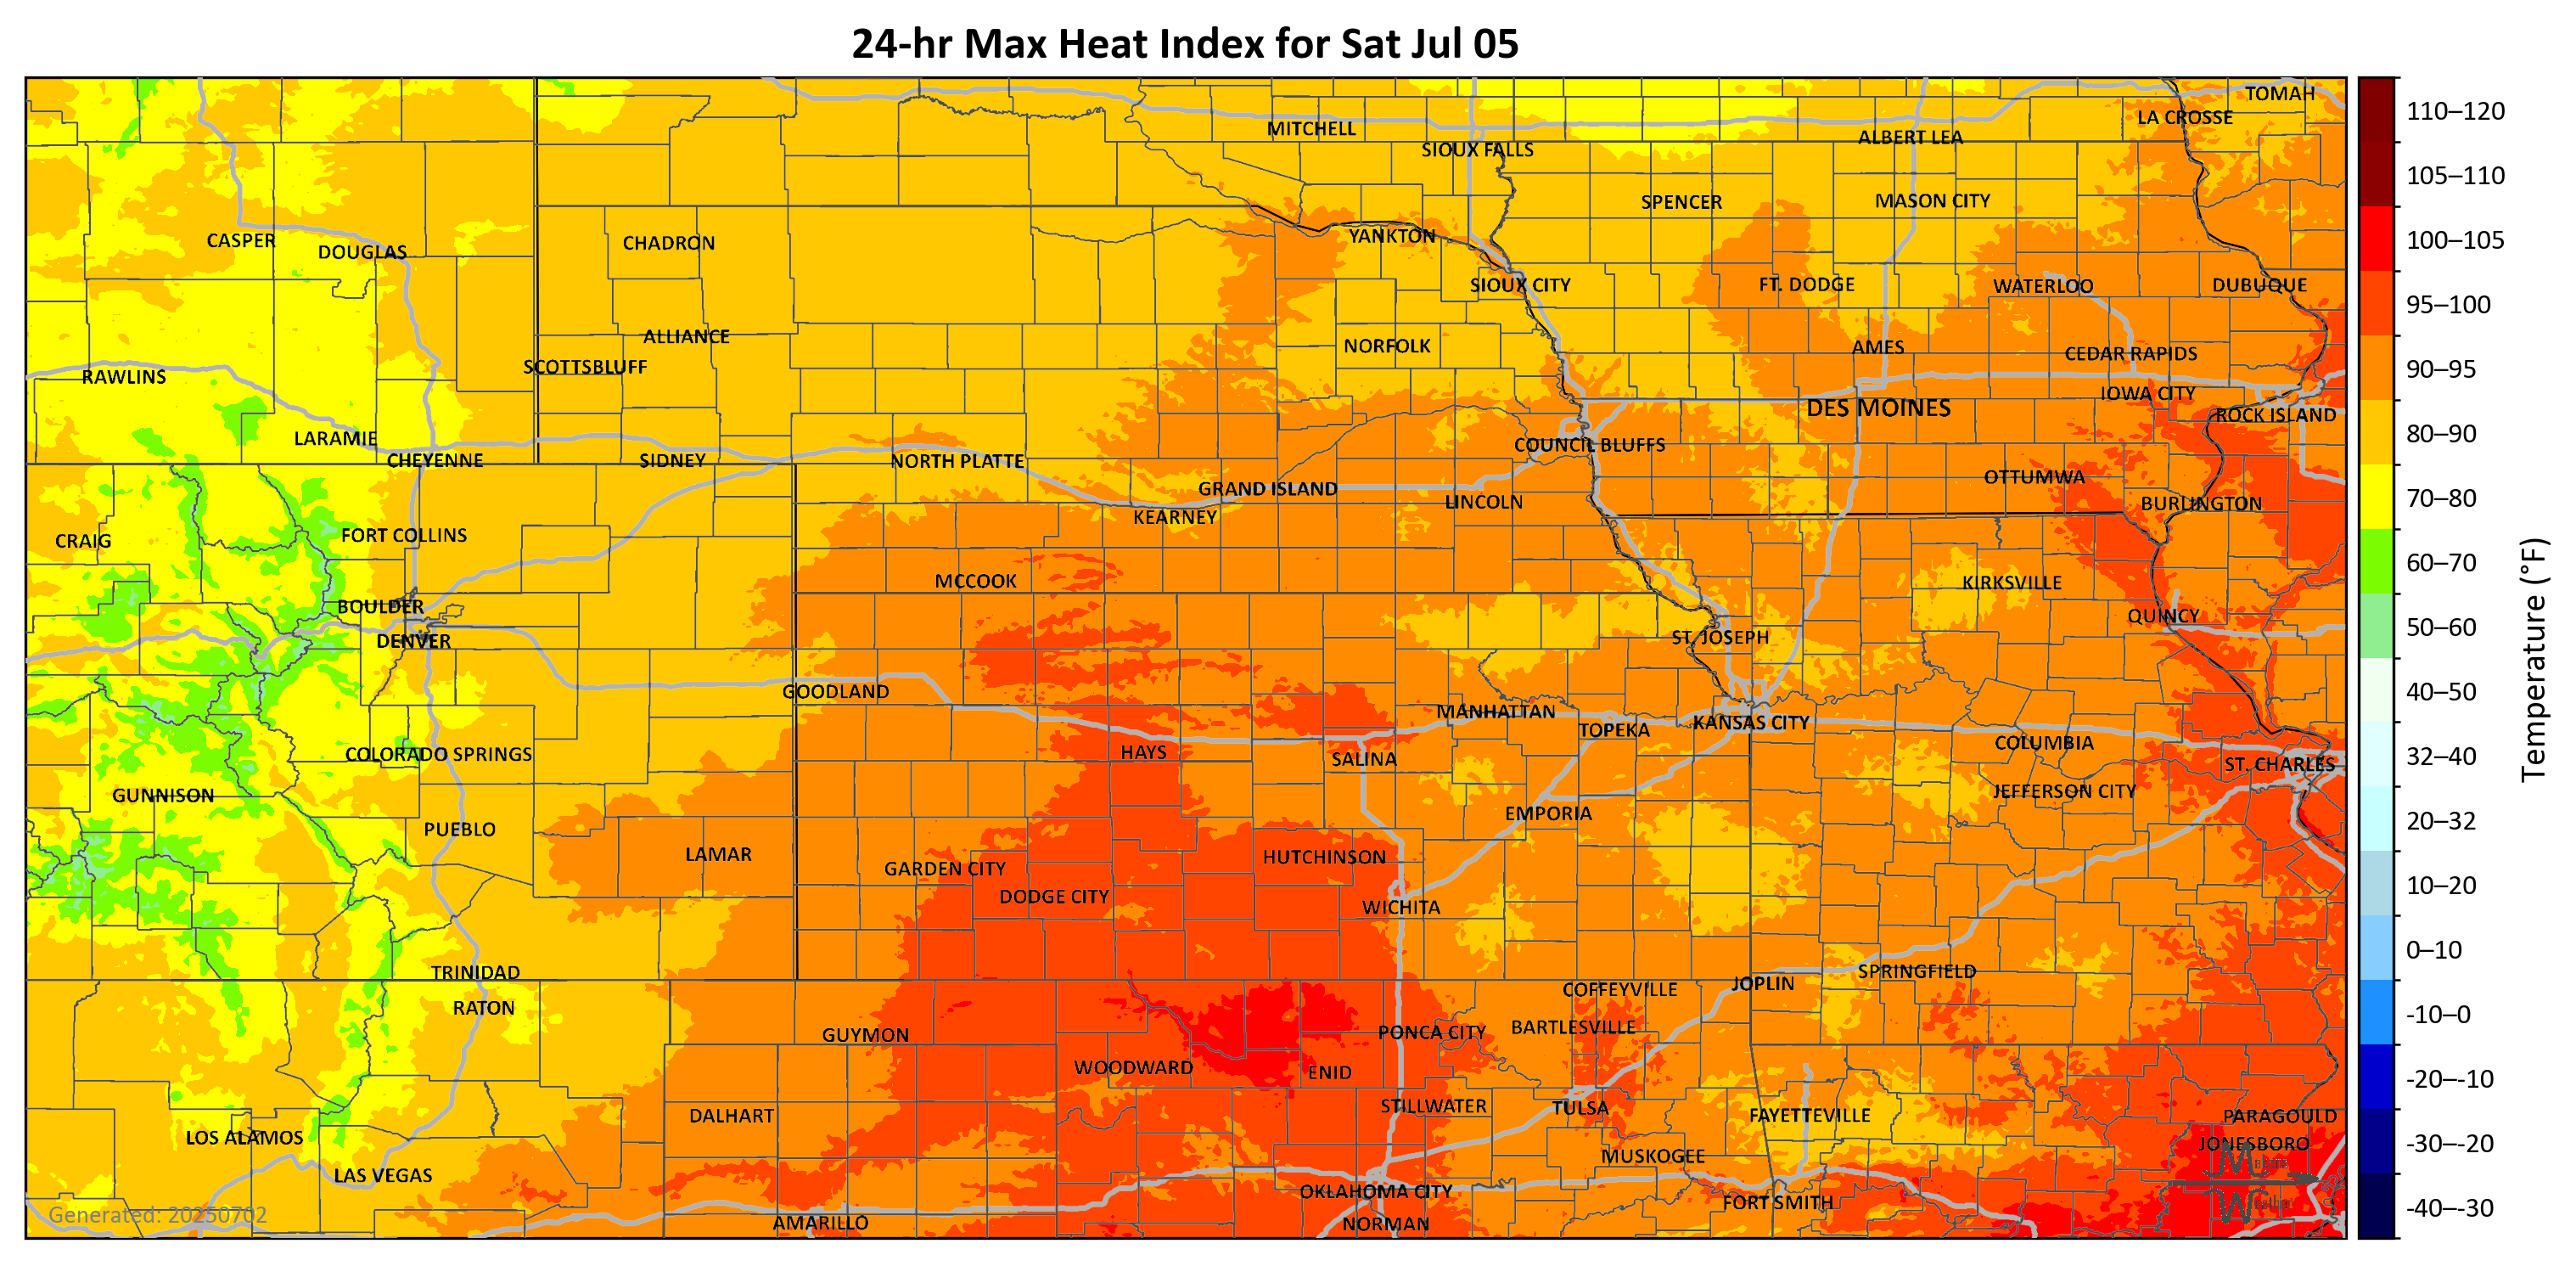 24-hr Max Heat Index for Sat Jul 05
TOMAH
LA CROSSE
MITCHELL
ALBERT LEA
SIOUX FALLS
SPENCER
MASON CITY
CASPER
DOUGLAS
CHADRON
YANKTON
SIOUX CITY
FT. DODGE
WATERLOO
DUBUQUE
ALLIANCE
NORFOLK
AMES
CEDAR RAPIDS
SCOTTSBLUFF
RAWLINS
IOWA CITY
DES MOINES
ROCK ISLAND
LARAMIE
COUNCIL BLUFFS
CHEYENNE
SIDNEY
NORTH PLATTE
OTTUMWA
GRAND ISLAND
LINCOLN
BURLINGTON
KEARNEY
CRAIG
FORT COLLINS
MCCOOK
KIRKSVILLE
BOULDER
QUINCY
DENVER
ST. JOSEPH
GOODLAND
MANHATTAN
TOPEKA
KANSAS CITY
COLUMBIA
COLORADO SPRINGS
HAYS
SALINA
ST. CHARLES
GUNNISON
JEFFERSON CITY
EMPORIA
PUEBLO
LAMAR
HUTCHINSON
GARDEN CITY
DODGE CITY
WICHITA
TRINIDAD
SPRINGFIELD
JOPLIN
COFFEYVILLE
RATON
GUYMON
PONCA CITY
BARTLESVILLE
WOODWARD
ENID
STILLWATER
TULSA
DALHART
FAYETTEVILLE
PARAGOULD
LOS ALAMOS
JONESBORO
MUSKOGEE
LAS VEGAS
OKLAHOMA CITY
FORT SMITH
AMARILLO
NORMAN
Generated: 20250702
110–120
105–110
100–105
95–100
90–95
80–90
70–80
60–70
50–60
40–50
32–40
20–32
10–20
0–10
-10–0
-20–-10
-30–-20
-40–-30
Temperature (°F)